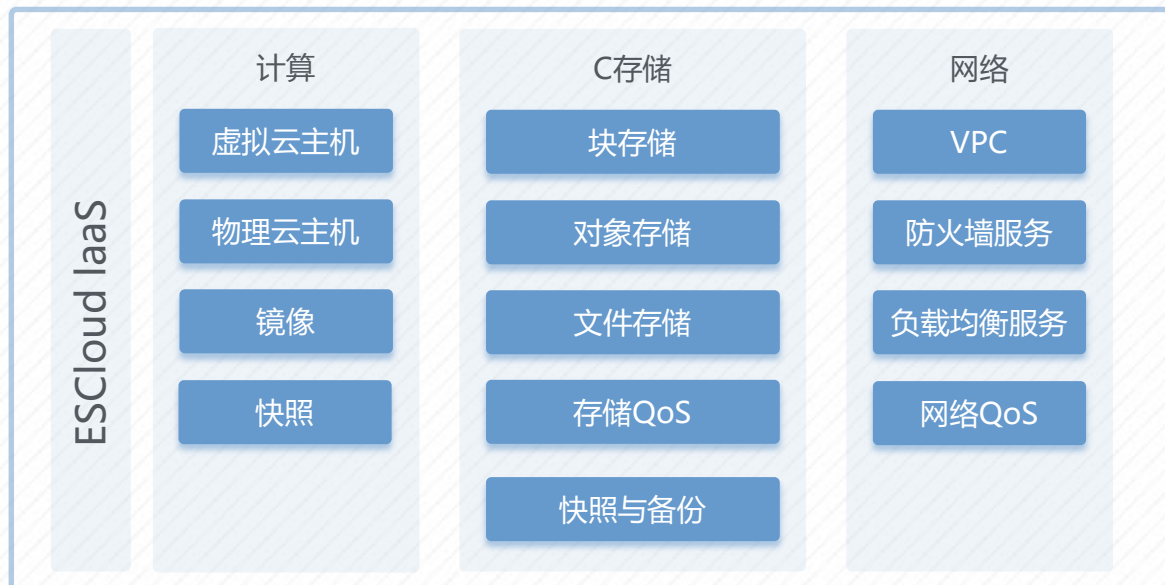 ESCloud IaaS
计算
虚拟云主机
物理云主机
镜像
快照
C存储
块存储
对象存储
文件存储
存储QoS
快照与备份
网络
VPC
防火墙服务
负载均衡服务
网络QoS